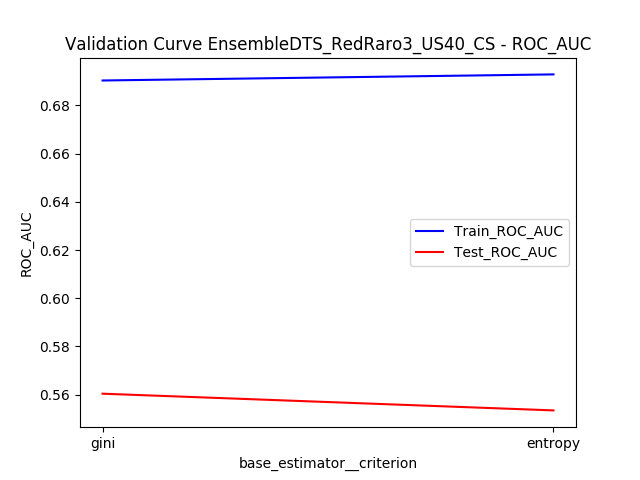 Validation Curve EnsembleDTS_RedRaro3_US40_CS - ROC_AUC
ROC_AUC
0.68
0.66
0.64
0.62
0.60
0.58
0.56
Train_ROC_AUC
Test_ROC_AUC
gini
entropy
base_estimator__criterion